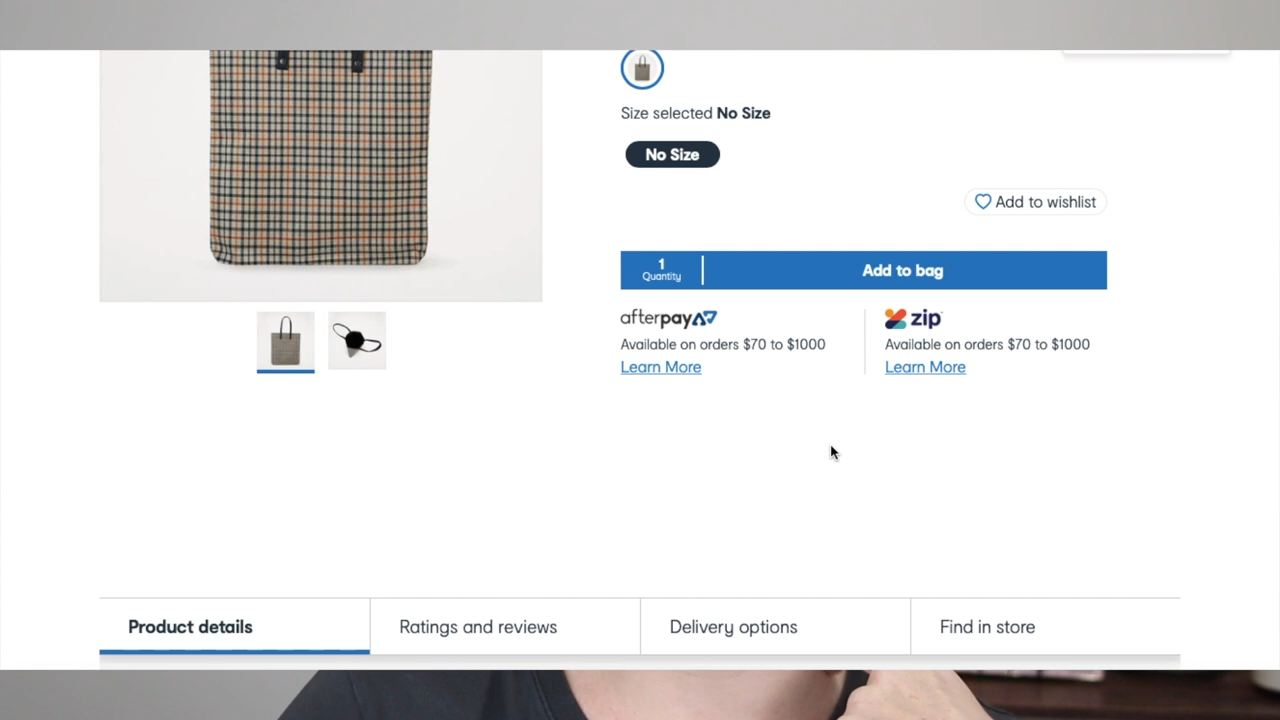 Size selected No Size
No Size
Add to wishlist
1
Quantity
Add to bag
afterpay
Available on orders $70 to $1000
Learn More
zip
Available on orders $70 to $1000
Learn More
Product details
Ratings and reviews
Delivery options
Find in store